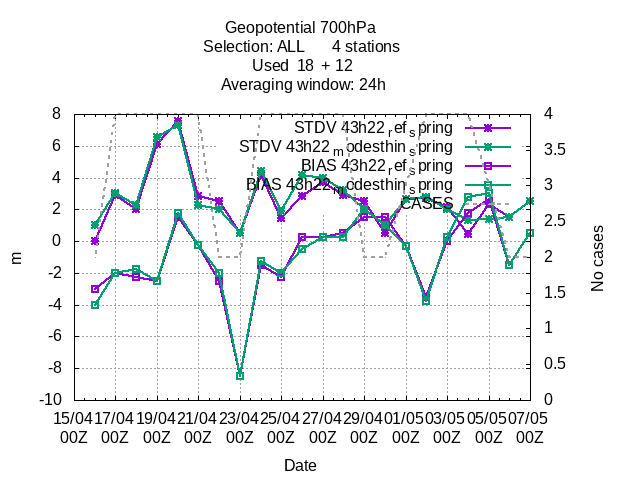 Geopotential 700hPa
Selection: ALL 4 stations
Used 18 + 12
Averaging window: 24h
STDV 43h22refspring
STDV 43h22modesthinspring
BIAS 43h22refspring
BIAS 43h22modesthinspring
CASES
8
6
4
2
0
-2
-4
-6
-8
-10
m
4
3.5
3
2.5
2
1.5
1
0.5
0
No cases
15/04 17/04 19/04 21/04 23/04 25/04 27/04 29/04 01/05 03/05 05/05 07/05
00Z 00Z 00Z 00Z 00Z 00Z 00Z 00Z 00Z 00Z 00Z 00Z
Date